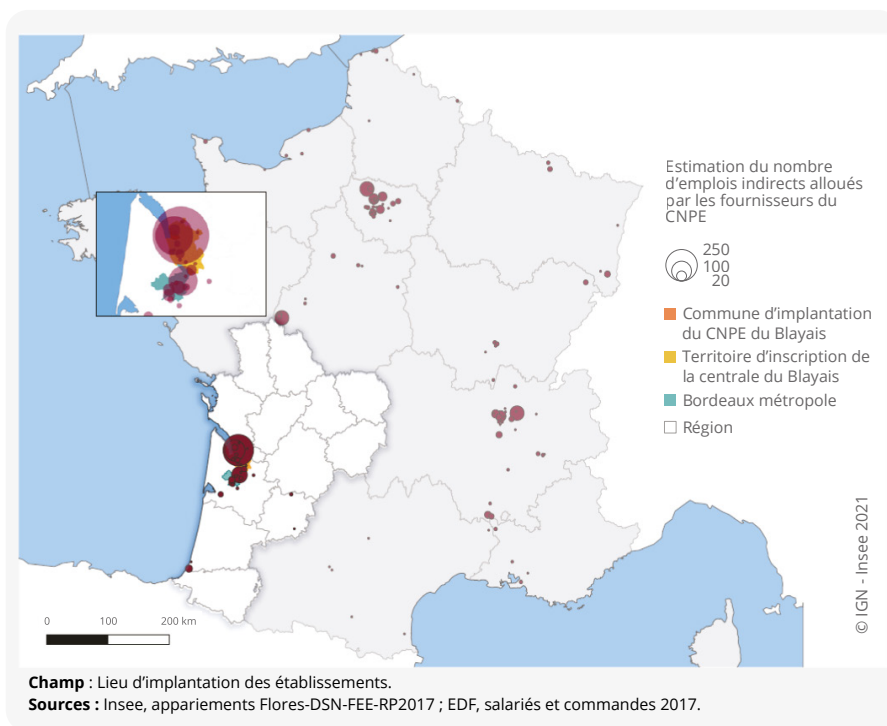 Estimation du nombre
d'emplois indirects alloués
par les fournisseurs du
CNPE
250
100
20
Commune d'implantation
du CNPE du Blayais
Territoire d'inscription de
la centrale du Blayais
Bordeaux métropole
Région
© IGN - Insee 2021
0 100 200 km
Champ : Lieu d'implantation des établissements.
Sources : Insee, appariements Flores-DSN-FEE-RP2017 ; EDF, salariés et commandes 2017.